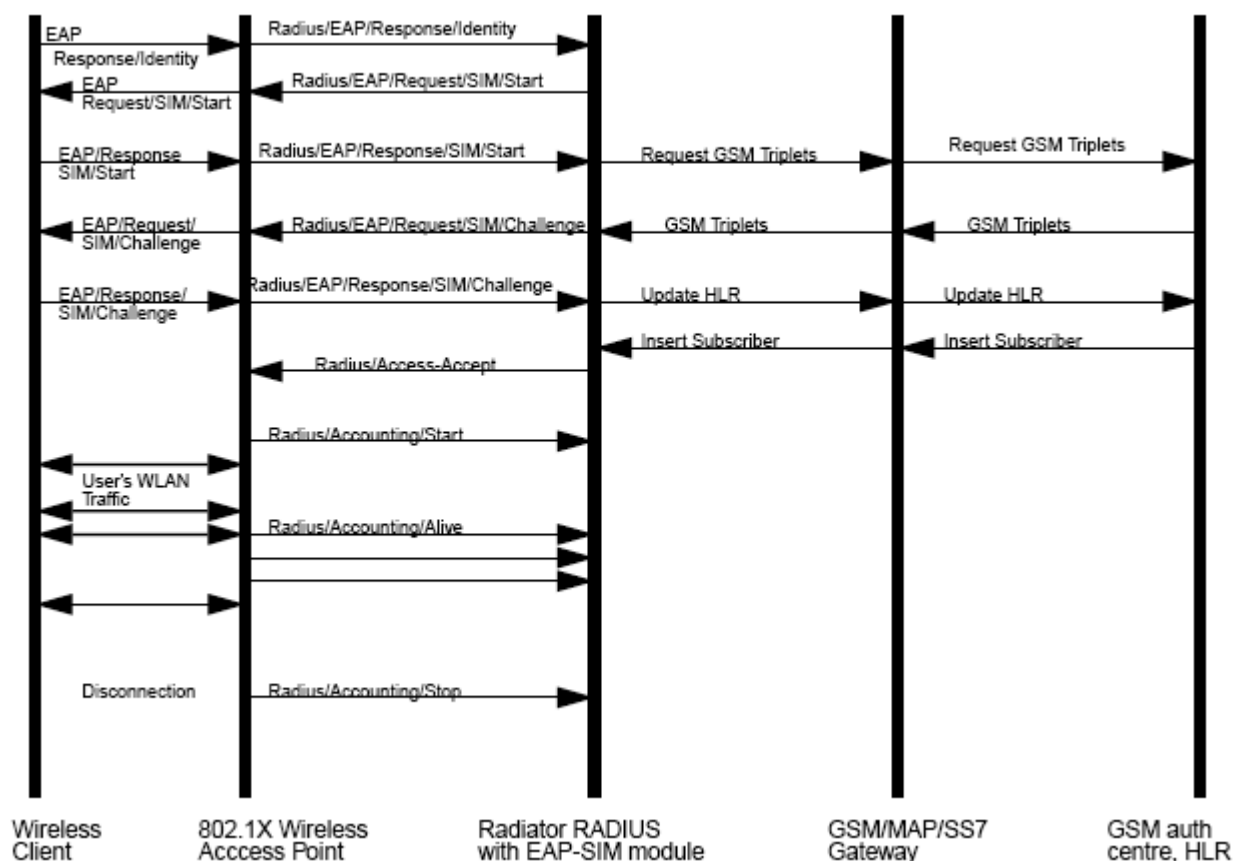 EAP
Response/Identity
Radius/EAP/Response/Identity
EAP
Request/SIM/Start
Radius/EAP/Request/SIM/Start
EAP/Response
SIM/Start
Radius/EAP/Response/SIM/Start
Request GSM Triplets
Request GSM Triplets
EAP/Request/
SIM/Challenge
Radius/EAP/Request/SIM/Challenge
GSM Triplets
GSM Triplets
EAP/Response/
SIM/Challenge
Radius/EAP/Response/SIM/Challenge
Update HLR
Update HLR
Insert Subscriber
Insert Subscriber
Radius/Access-Accept
Radius/Accounting/Start
User's WLAN
Traffic
Radius/Accounting/Alive
Disconnection
Radius/Accounting/Stop
Wireless
Client
802.1X Wireless
Acccess Point
Radiator RADIUS
with EAP-SIM module
GSM/MAP/SS7
Gateway
GSM auth
centre, HLR